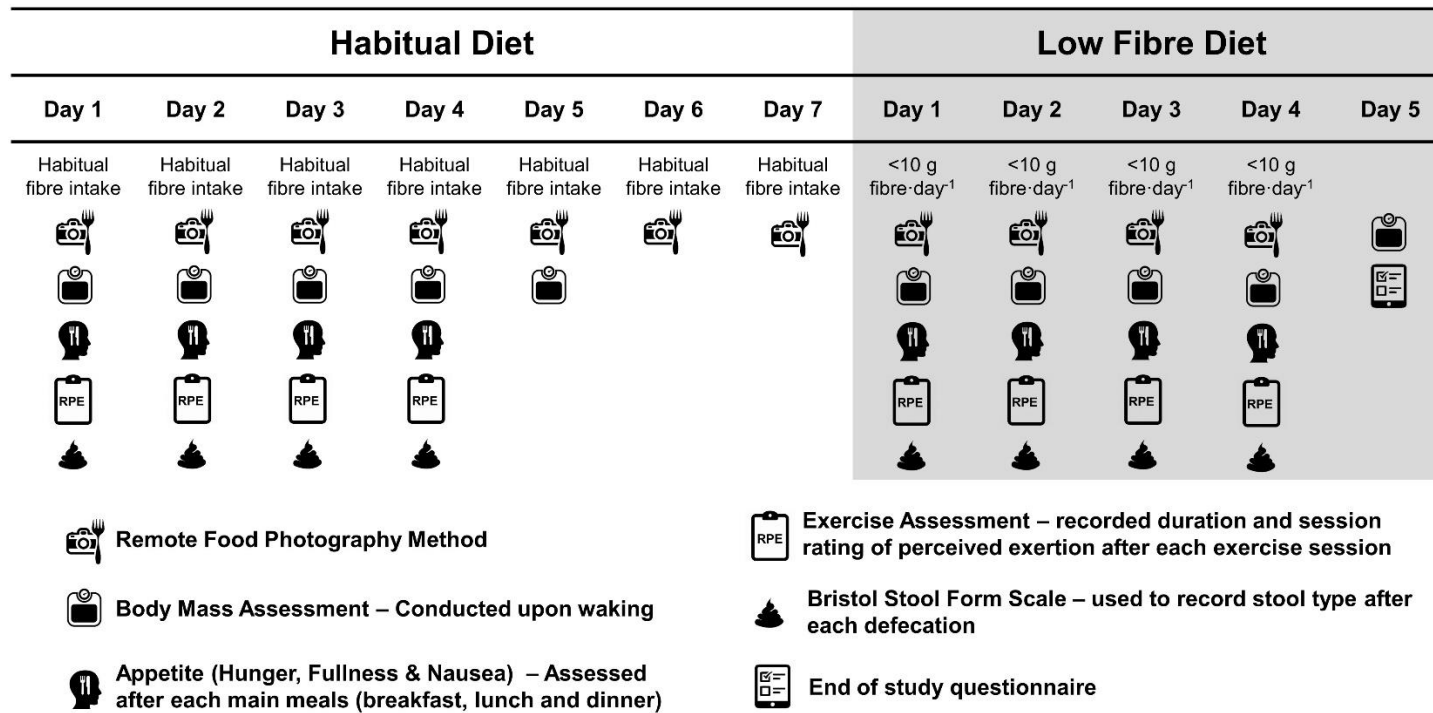 Habitual Diet Low Fibre Diet
Day 1 Day 2 Day 3 Day 4 Day 5 Day 6 Day 7 Day 1 Day 2 Day 3 Day 4 Day 5
Habitual Habitual Habitual Habitual Habitual Habitual Habitual <10 g <10 g <10 g <10 g
fibre intake fibre intake fibre intake fibre intake fibre intake fibre intake fibre intake fibre·day⁻¹ fibre·day⁻¹ fibre·day⁻¹ fibre·day⁻¹
RPE RPE RPE RPE RPE RPE RPE RPE
Remote Food Photography Method
Body Mass Assessment – Conducted upon waking
Appetite (Hunger, Fullness & Nausea) – Assessed
after each main meals (breakfast, lunch and dinner)
RPE
Exercise Assessment – recorded duration and session
rating of perceived exertion after each exercise session
Bristol Stool Form Scale – used to record stool type after
each defecation
End of study questionnaire